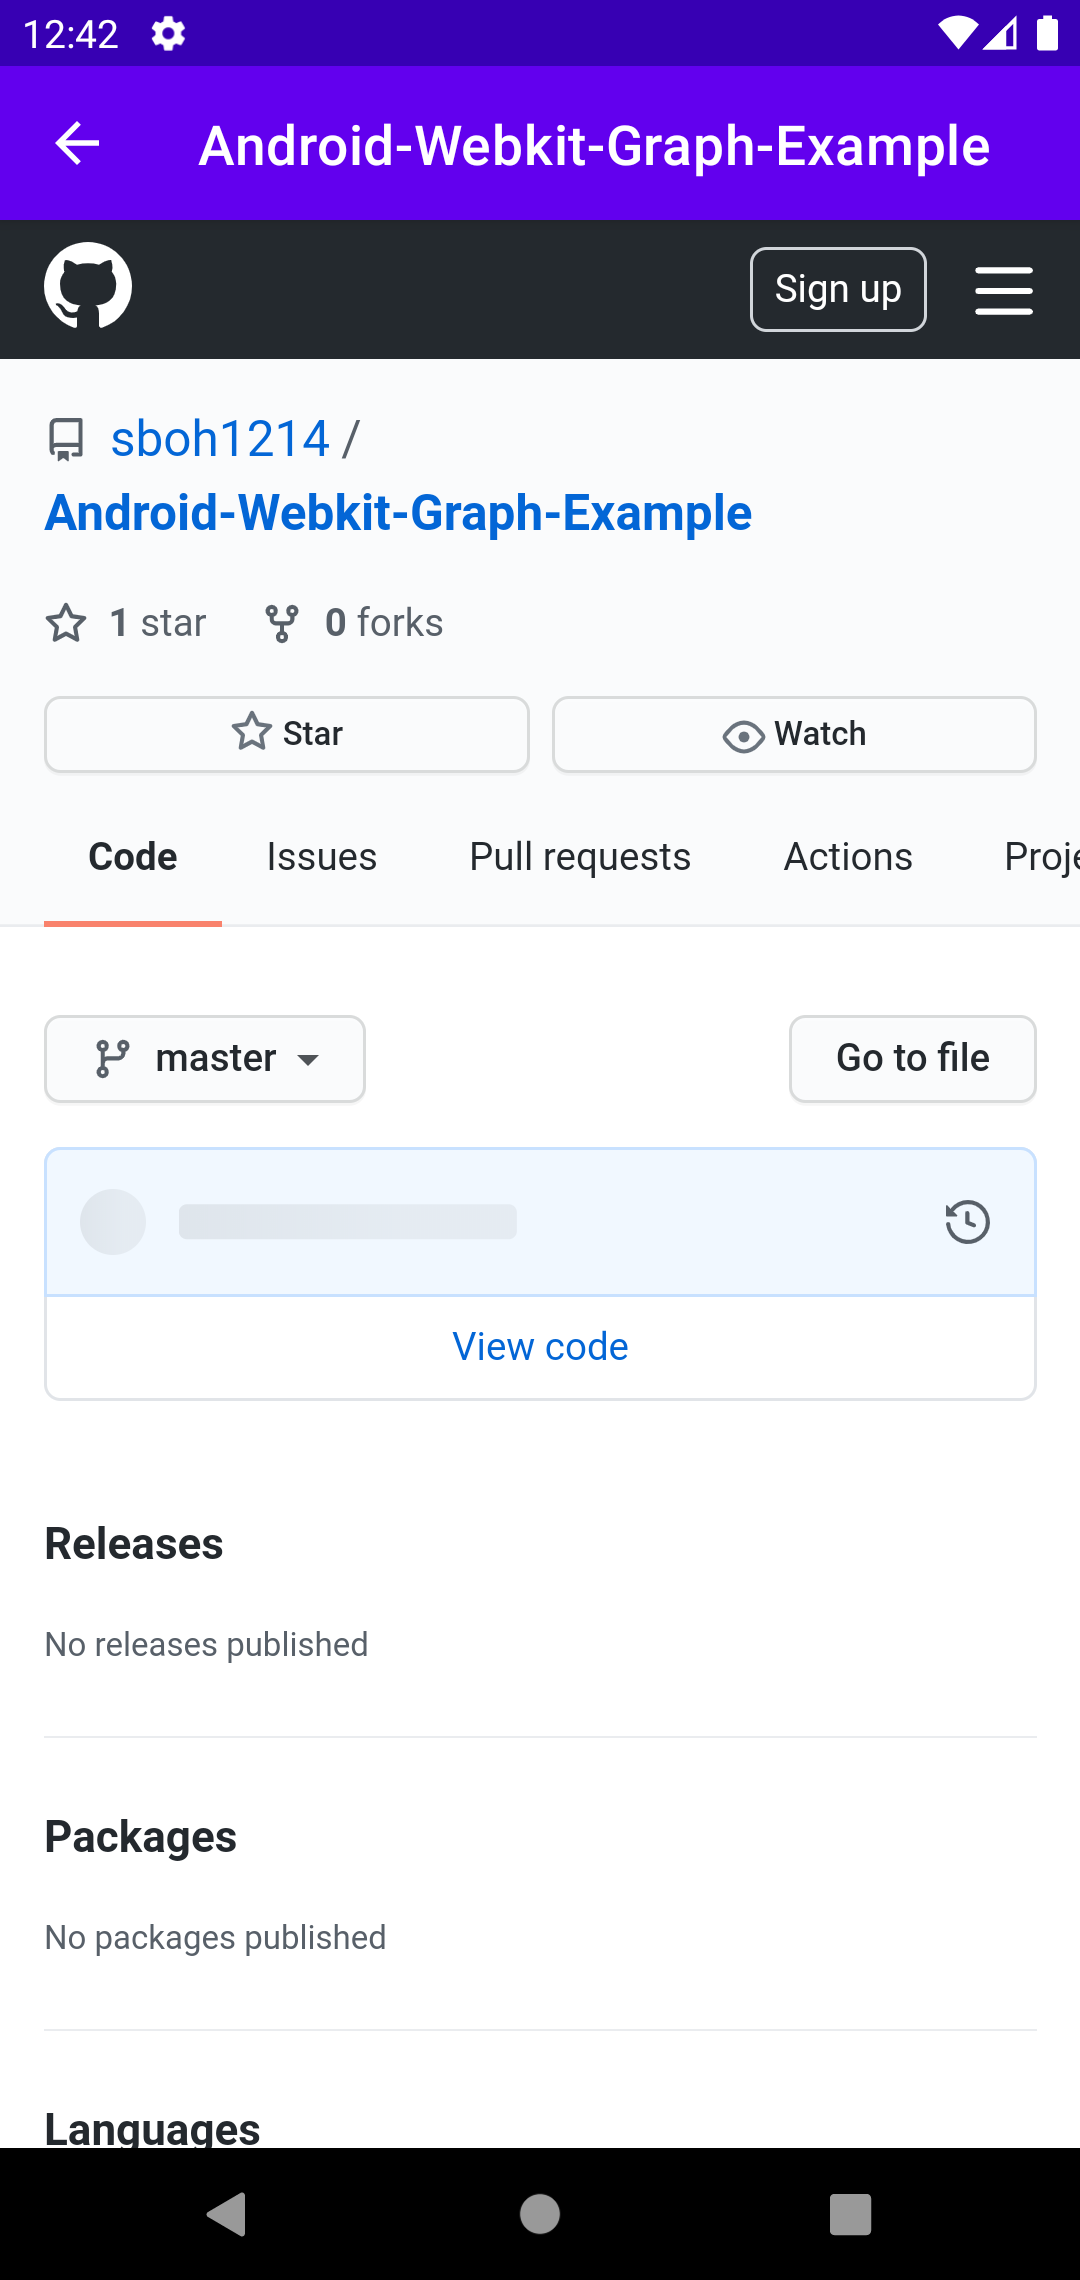 12:42
Android-Webkit-Graph-Example
Sign up
sboh1214 /
Android-Webkit-Graph-Example
1 star 0 forks
Star Watch
Code Issues Pull requests Actions Proje
master Go to file
View code
Releases
No releases published
Packages
No packages published
Languages